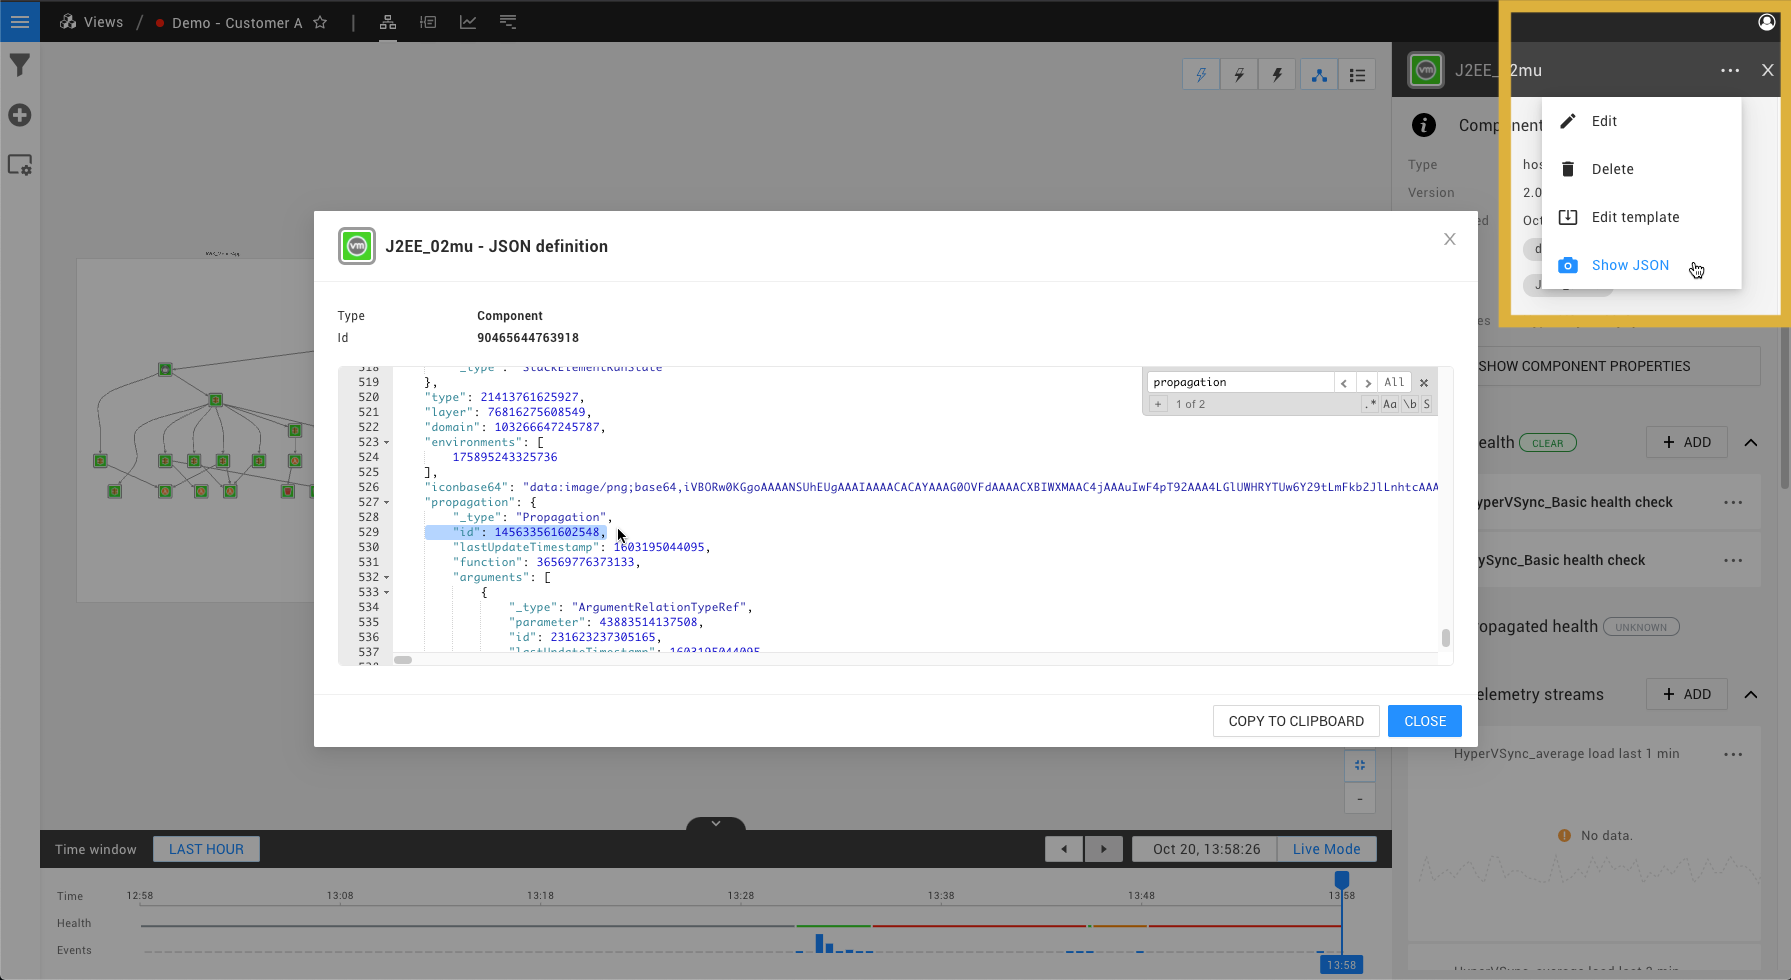 Views / Demo - Customer A
J2EE_02mu
Edit
Delete
Edit template
Show JSON
Component
Type
Version
2.0
Oct
J2EE_02mu - JSON definition
Type Component
Id 90465644763918
518 "_type": "StackElementRunState"
519 },
520 "type": 21413761625927,
521 "layer": 76816275608549,
522 "domain": 103266647245787,
523 "environments": [
524 175895243325736
525 ],
526 "iconbase64": "data:image/png;base64,
527 "propagation": {
528 "_type": "Propagation",
529 "id": 145633561602548,
530 "lastUpdateTimestamp": 1603195044095,
531 "function": 36569776373133,
532 "arguments": [
533 {
534 "_type": "ArgumentRelationTypeRef",
535 "parameter": 43883514137508,
536 "id": 231623237305165,
537 "lastUpdateTimestamp": 1603195044095
propagation
All
+ 1 of 2 .* Aa \b S
COPY TO CLIPBOARD
CLOSE
SHOW COMPONENT PROPERTIES
ealth CLEAR + ADD
yperVSync_Basic health check
ySync_Basic health check
opagated health UNKNOWN
elemetry streams + ADD
HyperVSync_average load last 1 min
No data.
-
Time window LAST HOUR
Oct 20, 13:58:26 Live Mode
Time 12:58 13:08 13:18 13:28 13:38 13:48 13:58
Health
Events
13:58